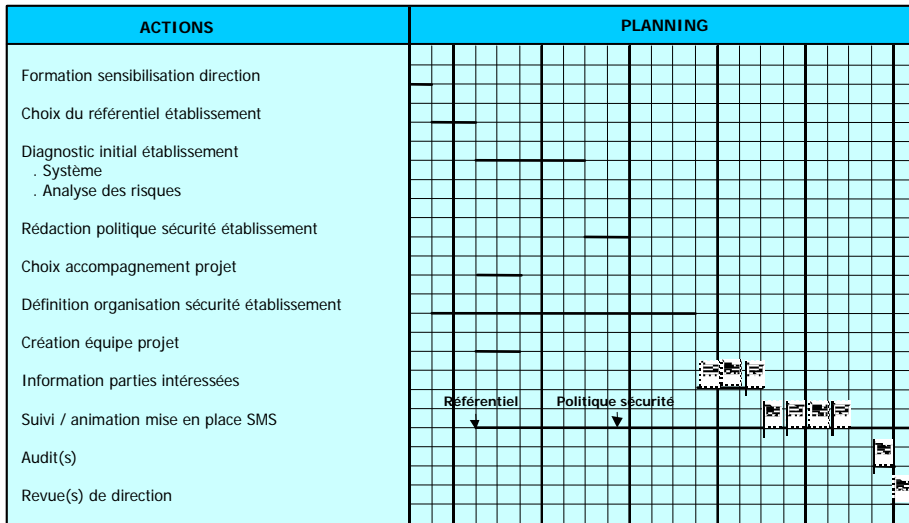 ACTIONS
PLANNING
Formation sensibilisation direction
Choix du référentiel établissement
Diagnostic initial établissement
. Système
. Analyse des risques
Rédaction politique sécurité établissement
Choix accompagnement projet
Définition organisation sécurité établissement
Création équipe projet
Information parties intéressées
Référentiel
Politique sécurité
Suivi / animation mise en place SMS
Audit(s)
Revue(s) de direction